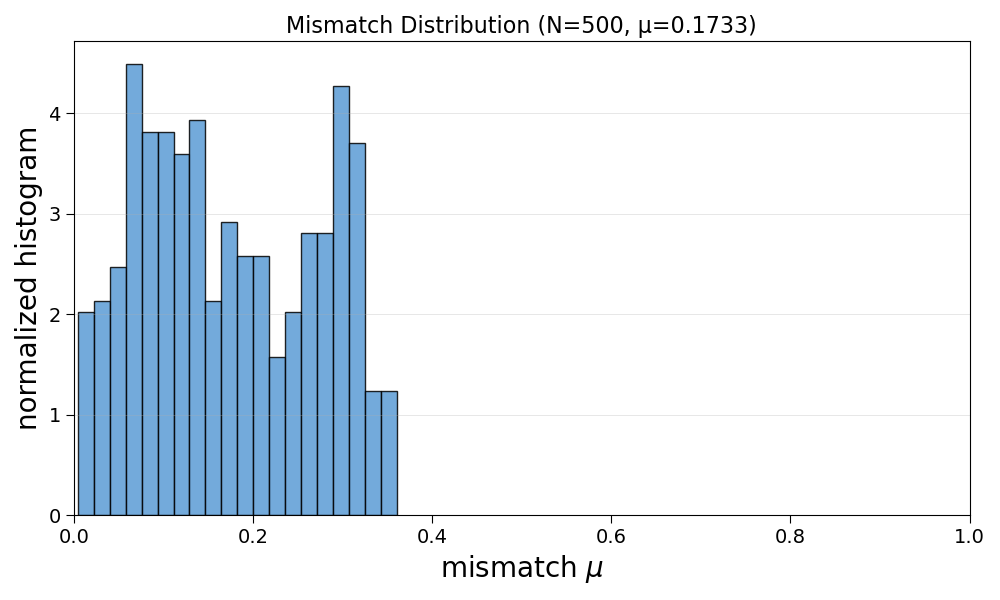 Mismatch Distribution (N=500, μ=0.1733)
normalized histogram
4
3
2
1
0
0.0 0.2 0.4 0.6 0.8 1.0
mismatch μ